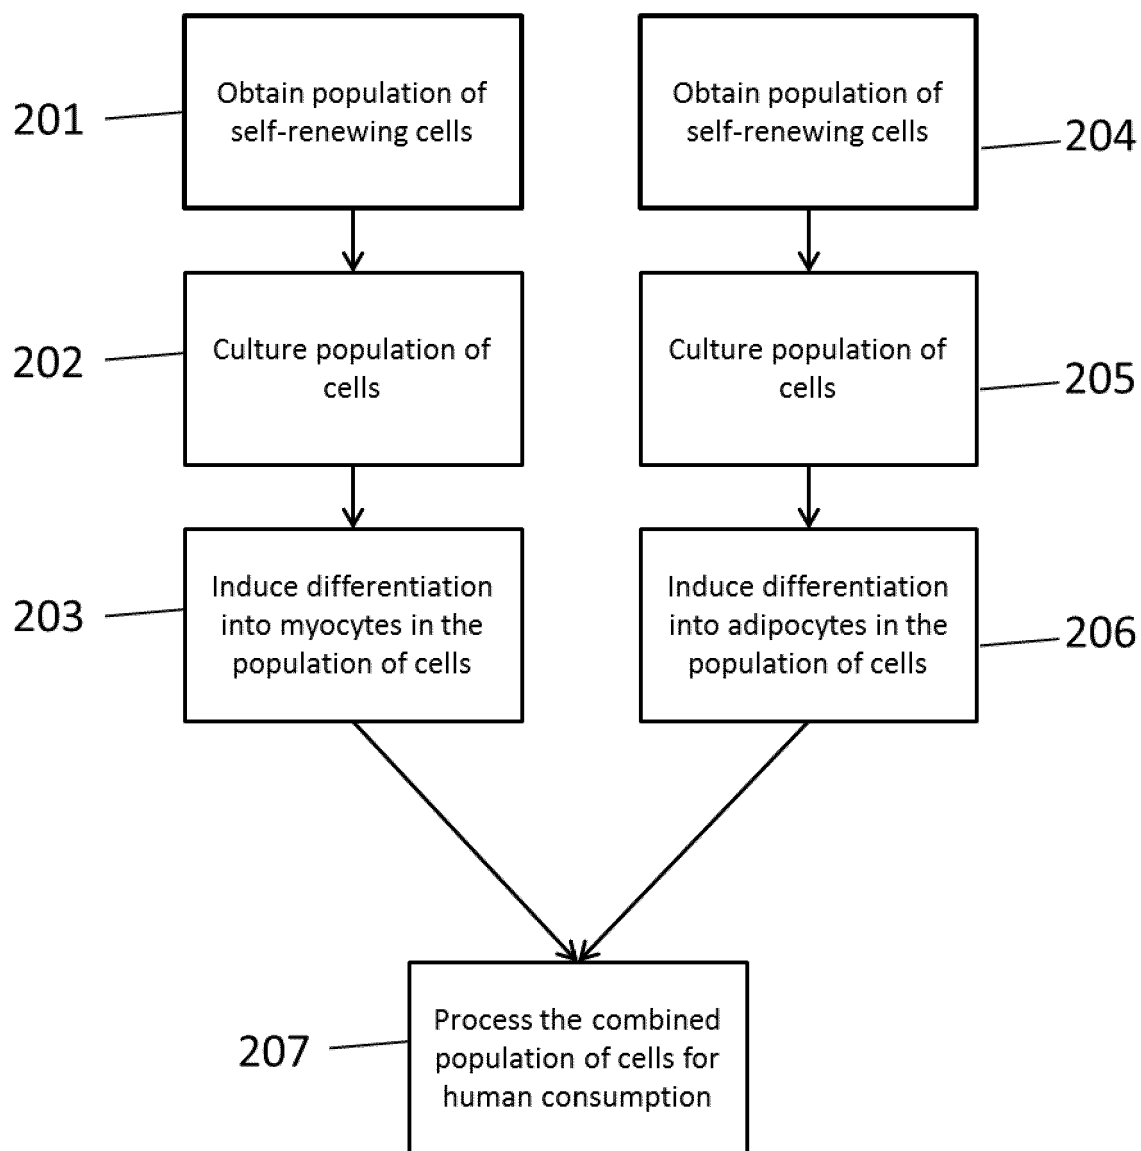 201
Obtain population of
self-renewing cells
Obtain population of
self-renewing cells
204
202
Culture population of
cells
Culture population of
cells
205
203
Induce differentiation
into myocytes in the
population of cells
Induce differentiation
into adipocytes in the
population of cells
206
207
Process the combined
population of cells for
human consumption